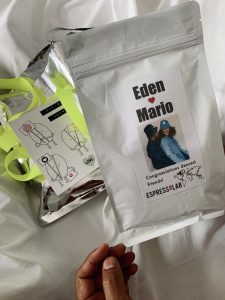 Eden
Mario
Congratulations dearest
friends!
ESPRESSOLAB